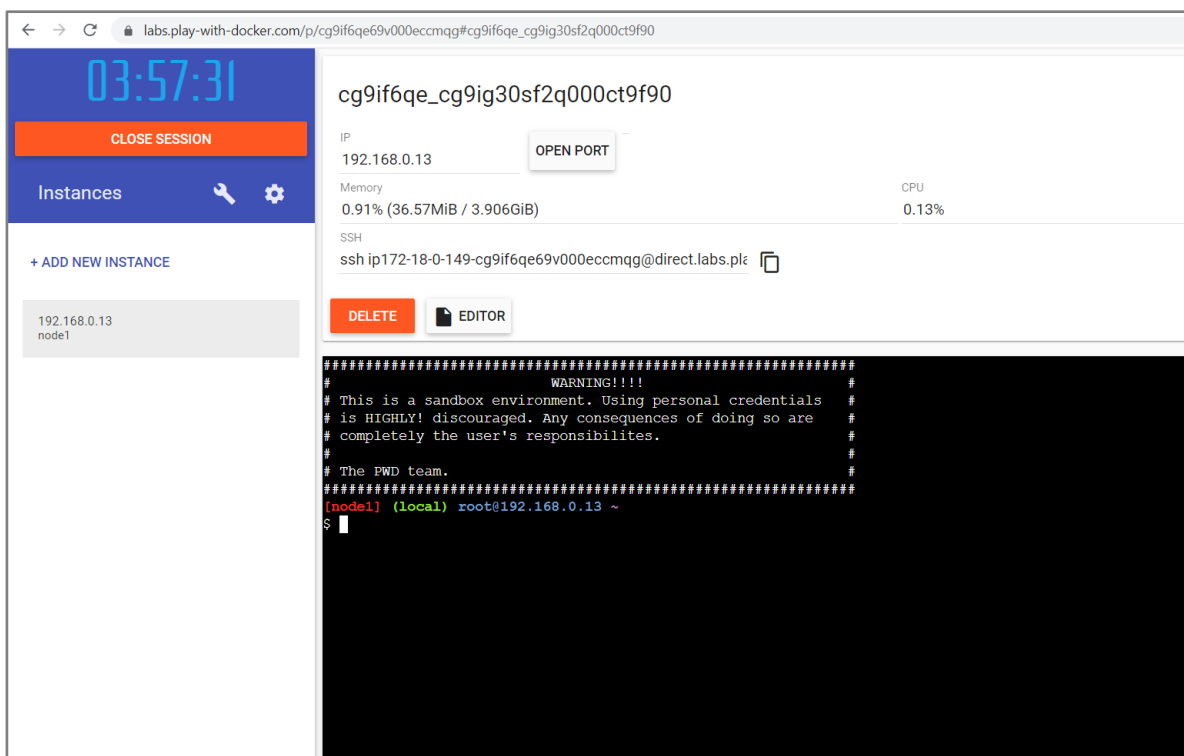 labs.play-with-docker.com/p/cg9if6qe69v000eccmqg#cg9if6qe_cg9ig30sf2q000ct9f90
03:57:31
CLOSE SESSION
Instances
+ ADD NEW INSTANCE
192.168.0.13
node1
cg9if6qe_cg9ig30sf2q000ct9f90
IP
192.168.0.13
OPEN PORT
Memory
0.91% (36.57MiB / 3.906GiB)
CPU
0.13%
SSH
ssh ip172-18-0-149-cg9if6qe69v000eccmqg@direct.labs.pla
DELETE
EDITOR
###############################################################
#                          WARNING!!!!                        #
# This is a sandbox environment. Using personal credentials   #
# is HIGHLY! discouraged. Any consequences of doing so are    #
# completely the user's responsibilites.                      #
#                                                             #
# The PWD team.                                               #
###############################################################
[node1] (local) root@192.168.0.13 ~
$